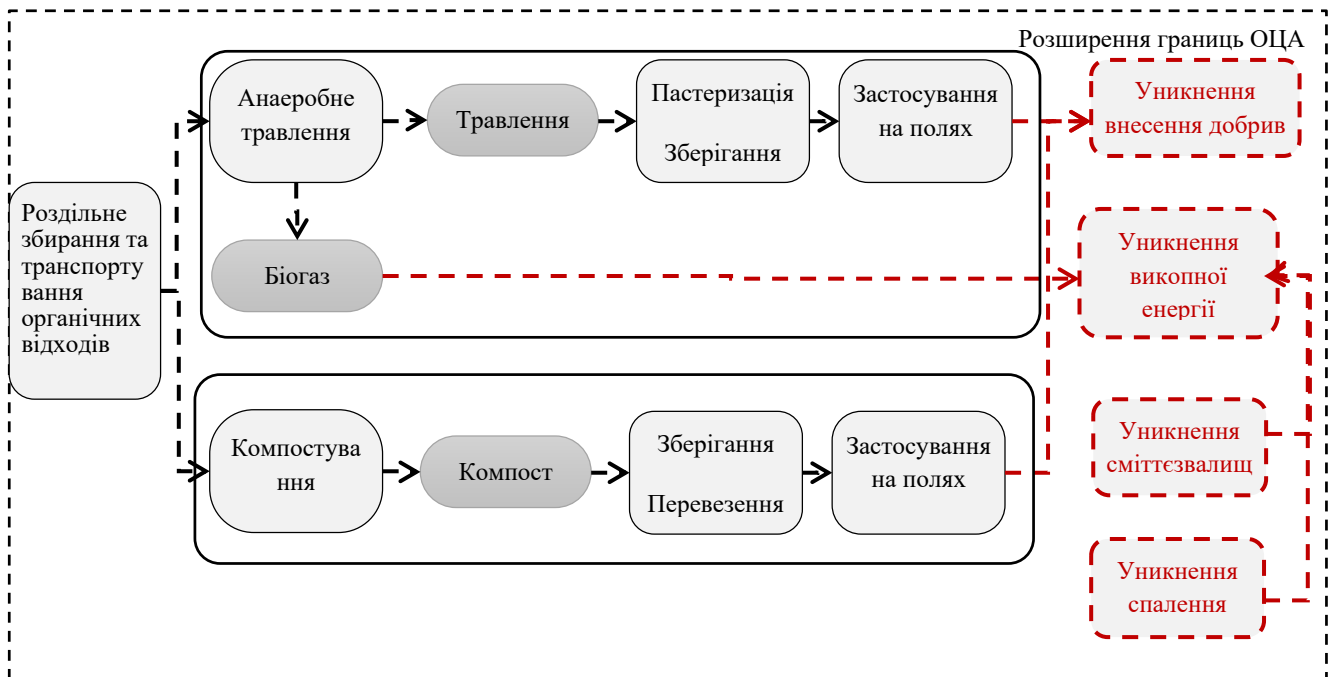 Розширення границь ОЦА
Анаеробне
травлення
Травлення
Пастеризація
Зберігання
Застосування
на полях
Уникнення
внесення добрив
Роздільне
збирання та
транспорту
вання
органічних
відходів
Біогаз
Уникнення
викопної
енергії
Компостува
ння
Компост
Зберігання
Перевезення
Застосування
на полях
Уникнення
сміттєзвалищ
Уникнення
спалення